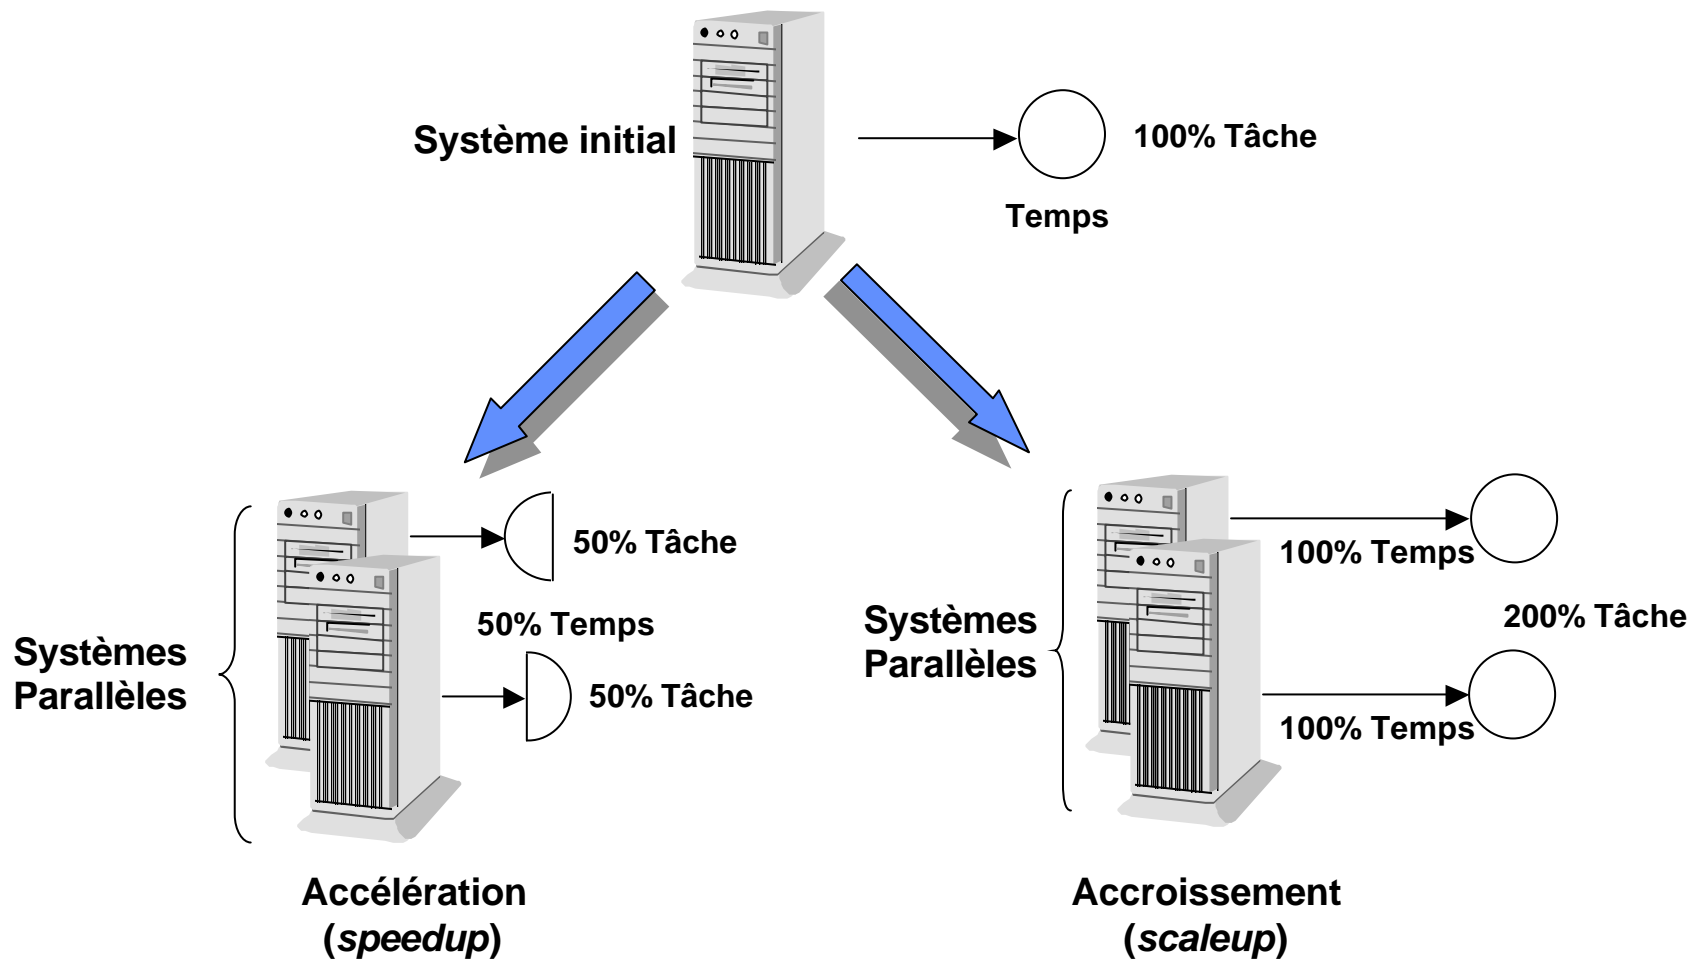 Système initial
100% Tâche
Temps
50% Tâche
50% Temps
50% Tâche
Systèmes
Parallèles
Accélération
(speedup)
100% Temps
Systèmes
Parallèles
200% Tâche
100% Temps
Accroissement
(scaleup)